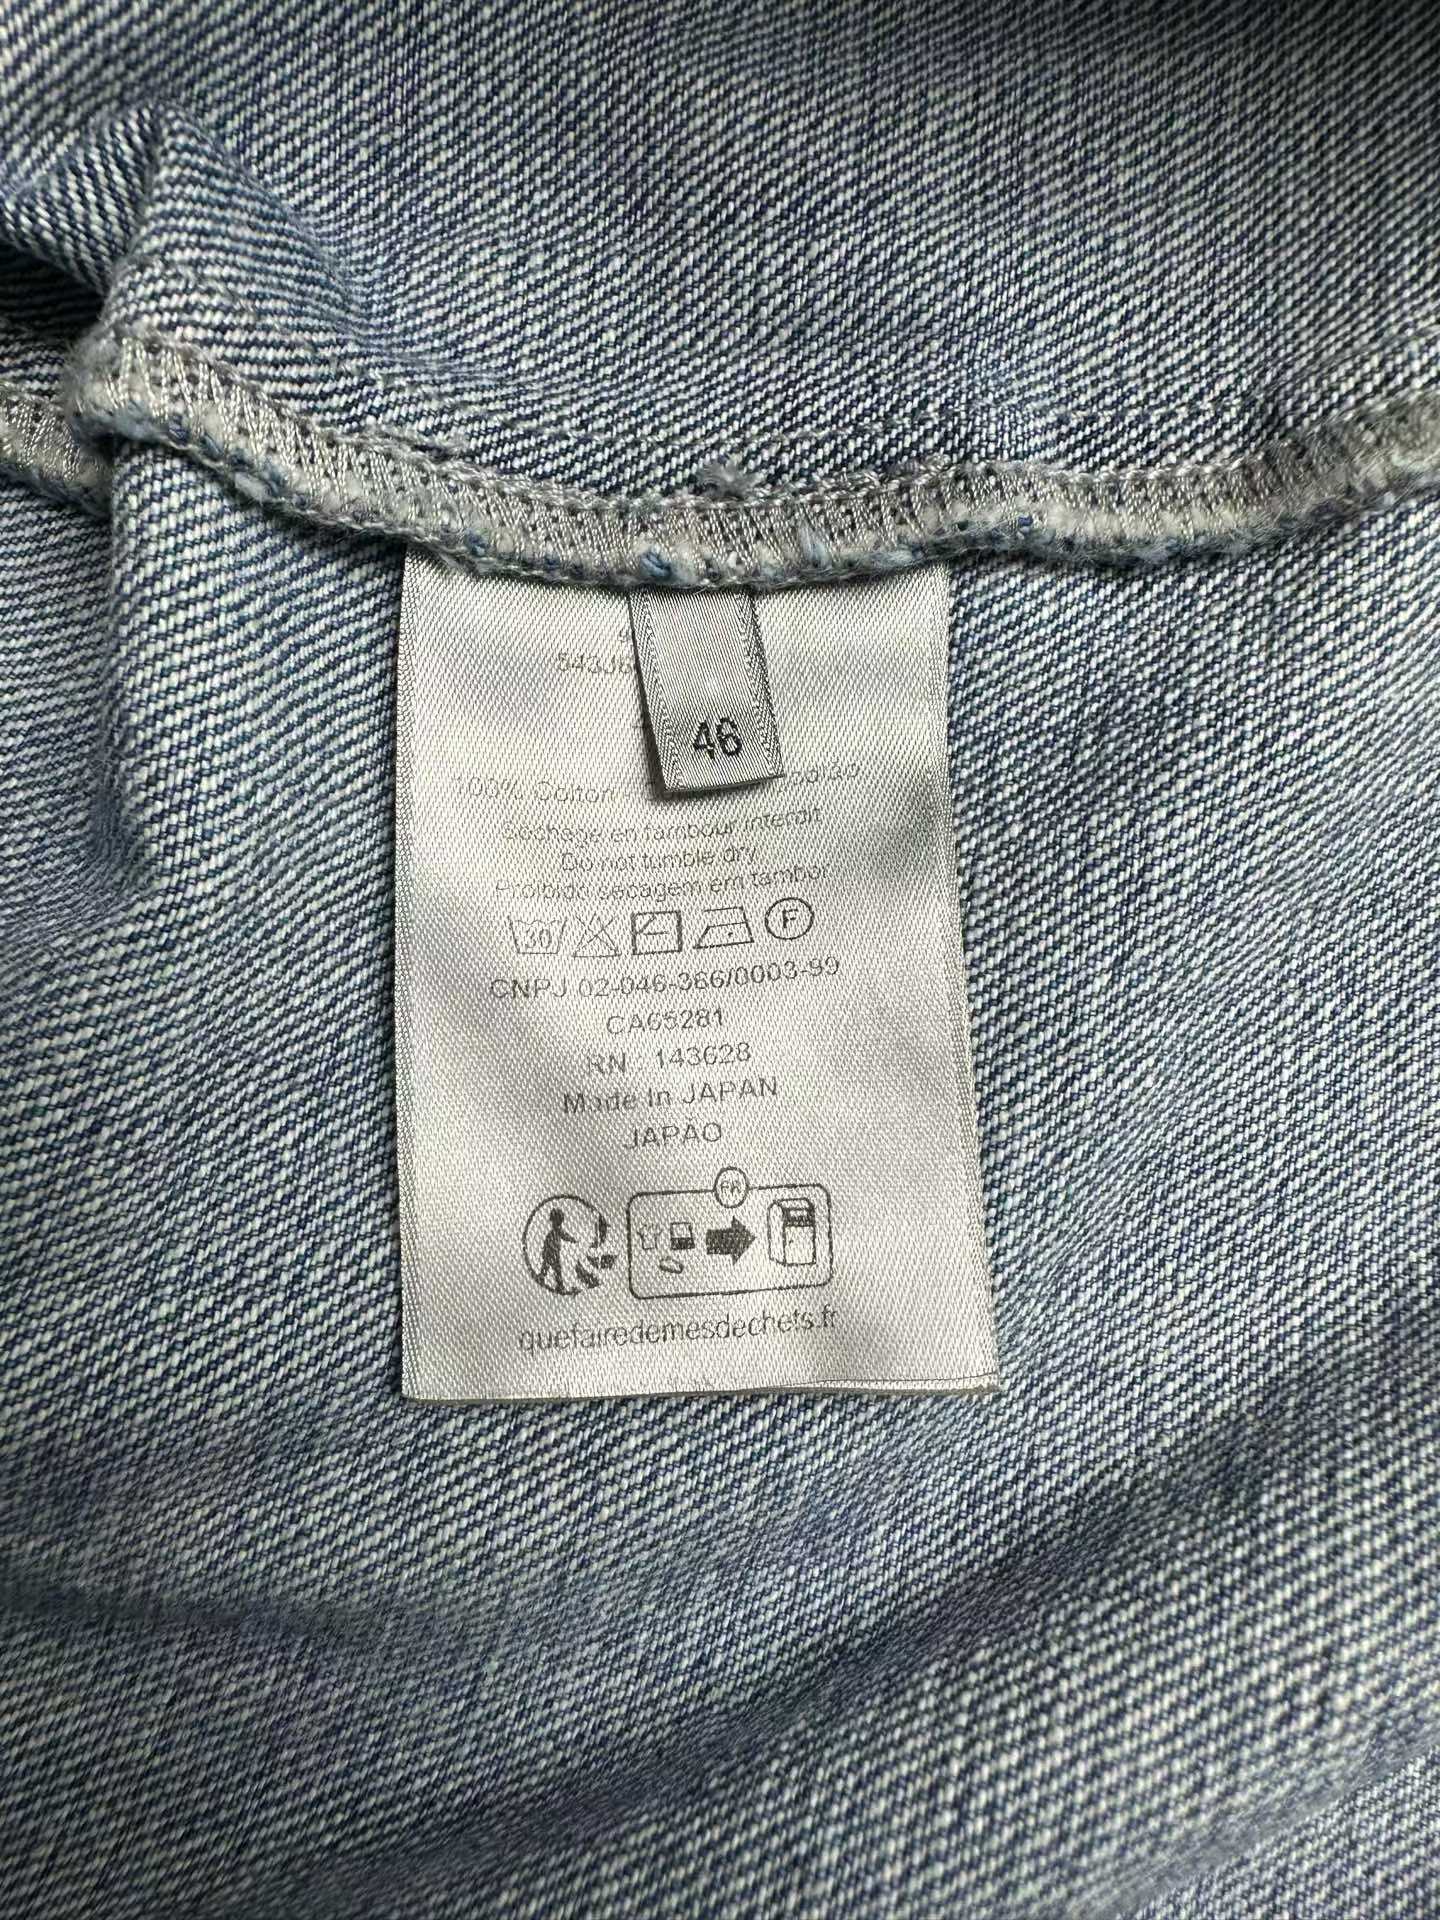 46
100% Cotton
Séchage en tambour interdit
Do not tumble dry
Proibido secagem em tambor
30
F
CNPJ 02-046-366/0003-99
CA65281
RN : 143628
Made In JAPAN
JAPÃO
FR
quefairedemesdechets.fr